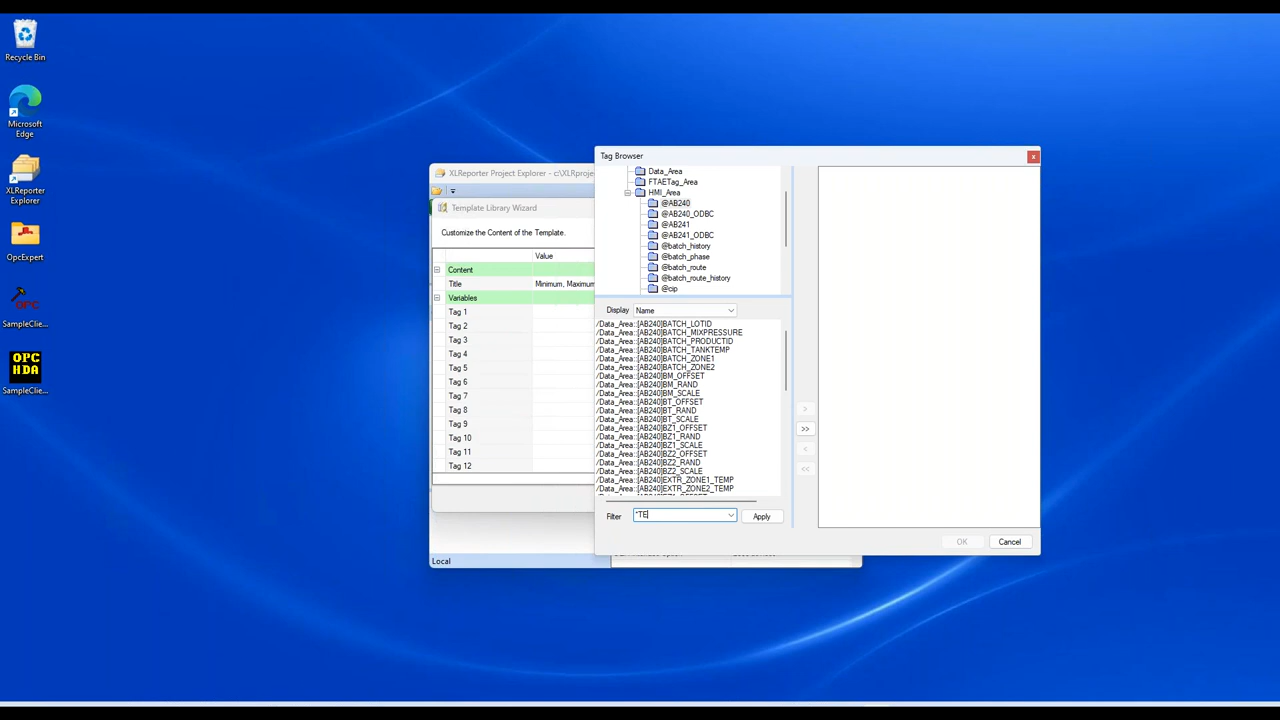 Recycle Bin
Microsoft
Edge
XLReporter
Explorer
OpcExpert
OPC
SampleClie...
OPC
HDA
SampleClie...
XLReporter Project Explorer - c:\XLRproje
Template Library Wizard
Customize the Content of the Template.
Value
Content
Title
Minimum, Maximum
Variables
Tag 1
Tag 2
Tag 3
Tag 4
Tag 5
Tag 6
Tag 7
Tag 8
Tag 9
Tag 10
Tag 11
Tag 12
Local
Tag Browser
x
Data_Area
FTAETag_Area
HMI_Area
@AB240
@AB240_ODBC
@AB241
@AB241_ODBC
@batch_history
@batch_phase
@batch_route
@batch_route_history
@cip
Display
Name
/Data_Area::[AB240]BATCH_LOTID
/Data_Area::[AB240]BATCH_MIXPRESSURE
/Data_Area::[AB240]BATCH_PRODUCTID
/Data_Area::[AB240]BATCH_TANKTEMP
/Data_Area::[AB240]BATCH_ZONE1
/Data_Area::[AB240]BATCH_ZONE2
/Data_Area::[AB240]BM_OFFSET
/Data_Area::[AB240]BM_RAND
/Data_Area::[AB240]BM_SCALE
/Data_Area::[AB240]BT_OFFSET
/Data_Area::[AB240]BT_RAND
/Data_Area::[AB240]BT_SCALE
/Data_Area::[AB240]BZ1_OFFSET
/Data_Area::[AB240]BZ1_RAND
/Data_Area::[AB240]BZ1_SCALE
/Data_Area::[AB240]BZ2_OFFSET
/Data_Area::[AB240]BZ2_RAND
/Data_Area::[AB240]BZ2_SCALE
/Data_Area::[AB240]EXTR_ZONE1_TEMP
/Data_Area::[AB240]EXTR_ZONE2_TEMP
Filter
*TE
Apply
>
>>
<
<<
OK
Cancel